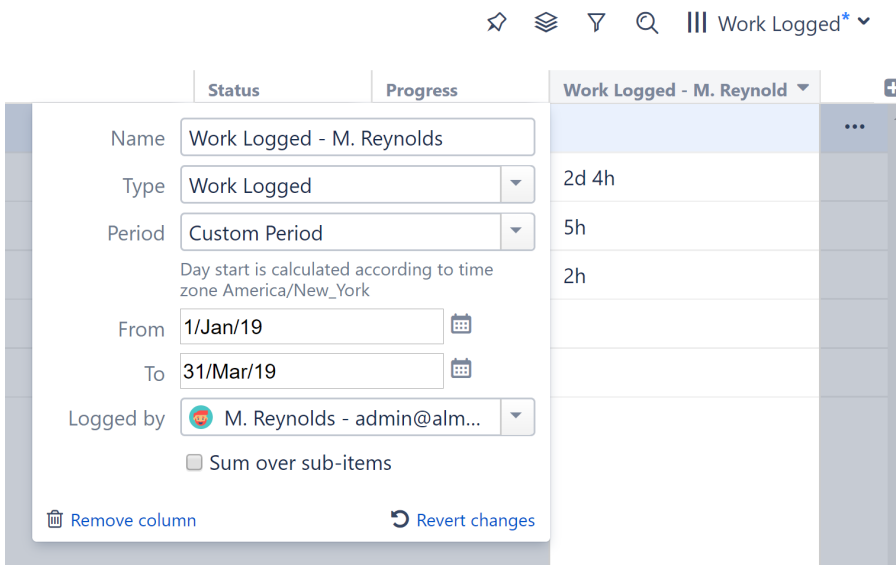 Work Logged*
Status
Progress
Work Logged - M. Reynold
Name
Work Logged - M. Reynolds
Type
Work Logged
2d 4h
Period
Custom Period
5h
Day start is calculated according to time
zone America/New_York
2h
From
1/Jan/19
To
31/Mar/19
Logged by
M. Reynolds - admin@alm...
Sum over sub-items
Remove column
Revert changes